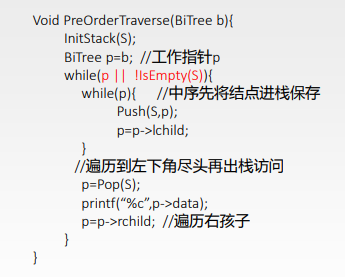 Void PreOrderTraverse(BiTree b){
InitStack(S);
BiTree p=b; //工作指针p
while(p || !IsEmpty(S)){
while(p){ //中序先将结点进栈保存
Push(S,p);
p=p->lchild;
}
//遍历到左下角尽头再出栈访问
p=Pop(S);
printf(“%c”,p->data);
p=p->rchild; //遍历右孩子
}
}